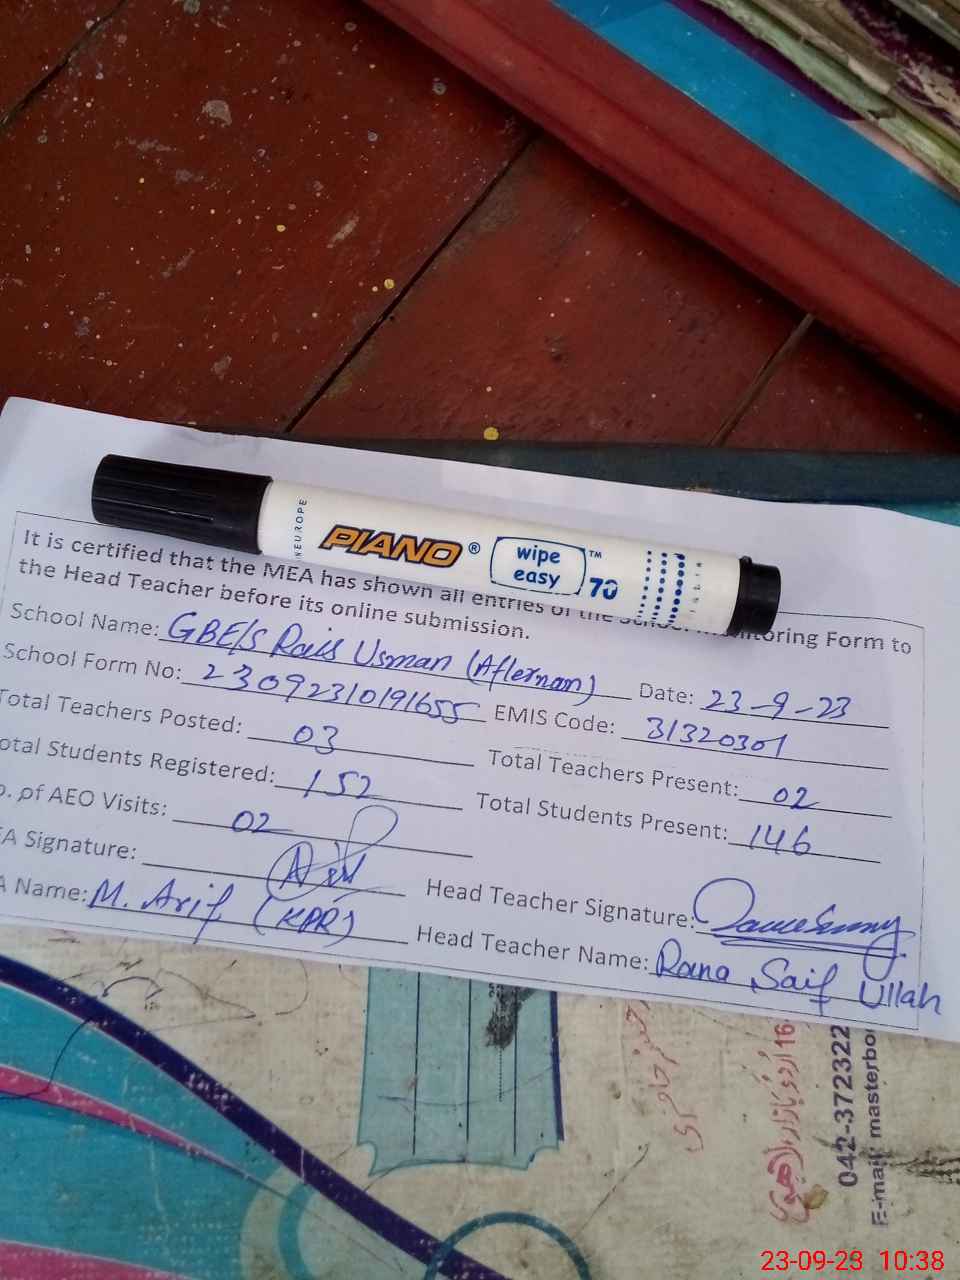 NEUROPE
PIANO ® wipe easy ™ 70
It is certified that the MEA has shown all entries of the School Monitoring Form to
the Head Teacher before its online submission.
School Name: GBE/s Rais Usman (Afternoon) Date: 23-9-23
School Form No: 23092310191655 EMIS Code: 31320301
Total Teachers Posted: 03 Total Teachers Present: 02
otal Students Registered: 152 Total Students Present: 146
o. of AEO Visits: 02
EA Signature: Head Teacher Signature:
A Name: M. Arif (KPR) Head Teacher Name: Rana Saif Ullah
042-372322
E-mail: masterbo
23-09-23 10:38